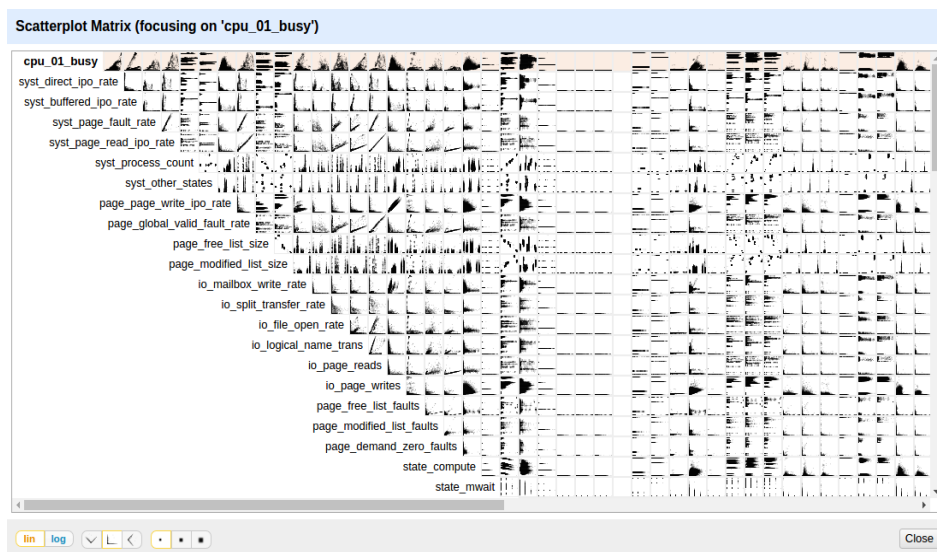 Scatterplot Matrix (focusing on 'cpu_01_busy')
cpu_01_busy
syst_direct_ipo_rate
syst_buffered_ipo_rate
syst_page_fault_rate
syst_page_read_ipo_rate
syst_process_count
syst_other_states
page_page_write_ipo_rate
page_global_valid_fault_rate
page_free_list_size
page_modified_list_size
io_mailbox_write_rate
io_split_transfer_rate
io_file_open_rate
io_logical_name_trans
io_page_reads
io_page_writes
page_free_list_faults
page_modified_list_faults
page_demand_zero_faults
state_compute
state_mwait
lin log Close